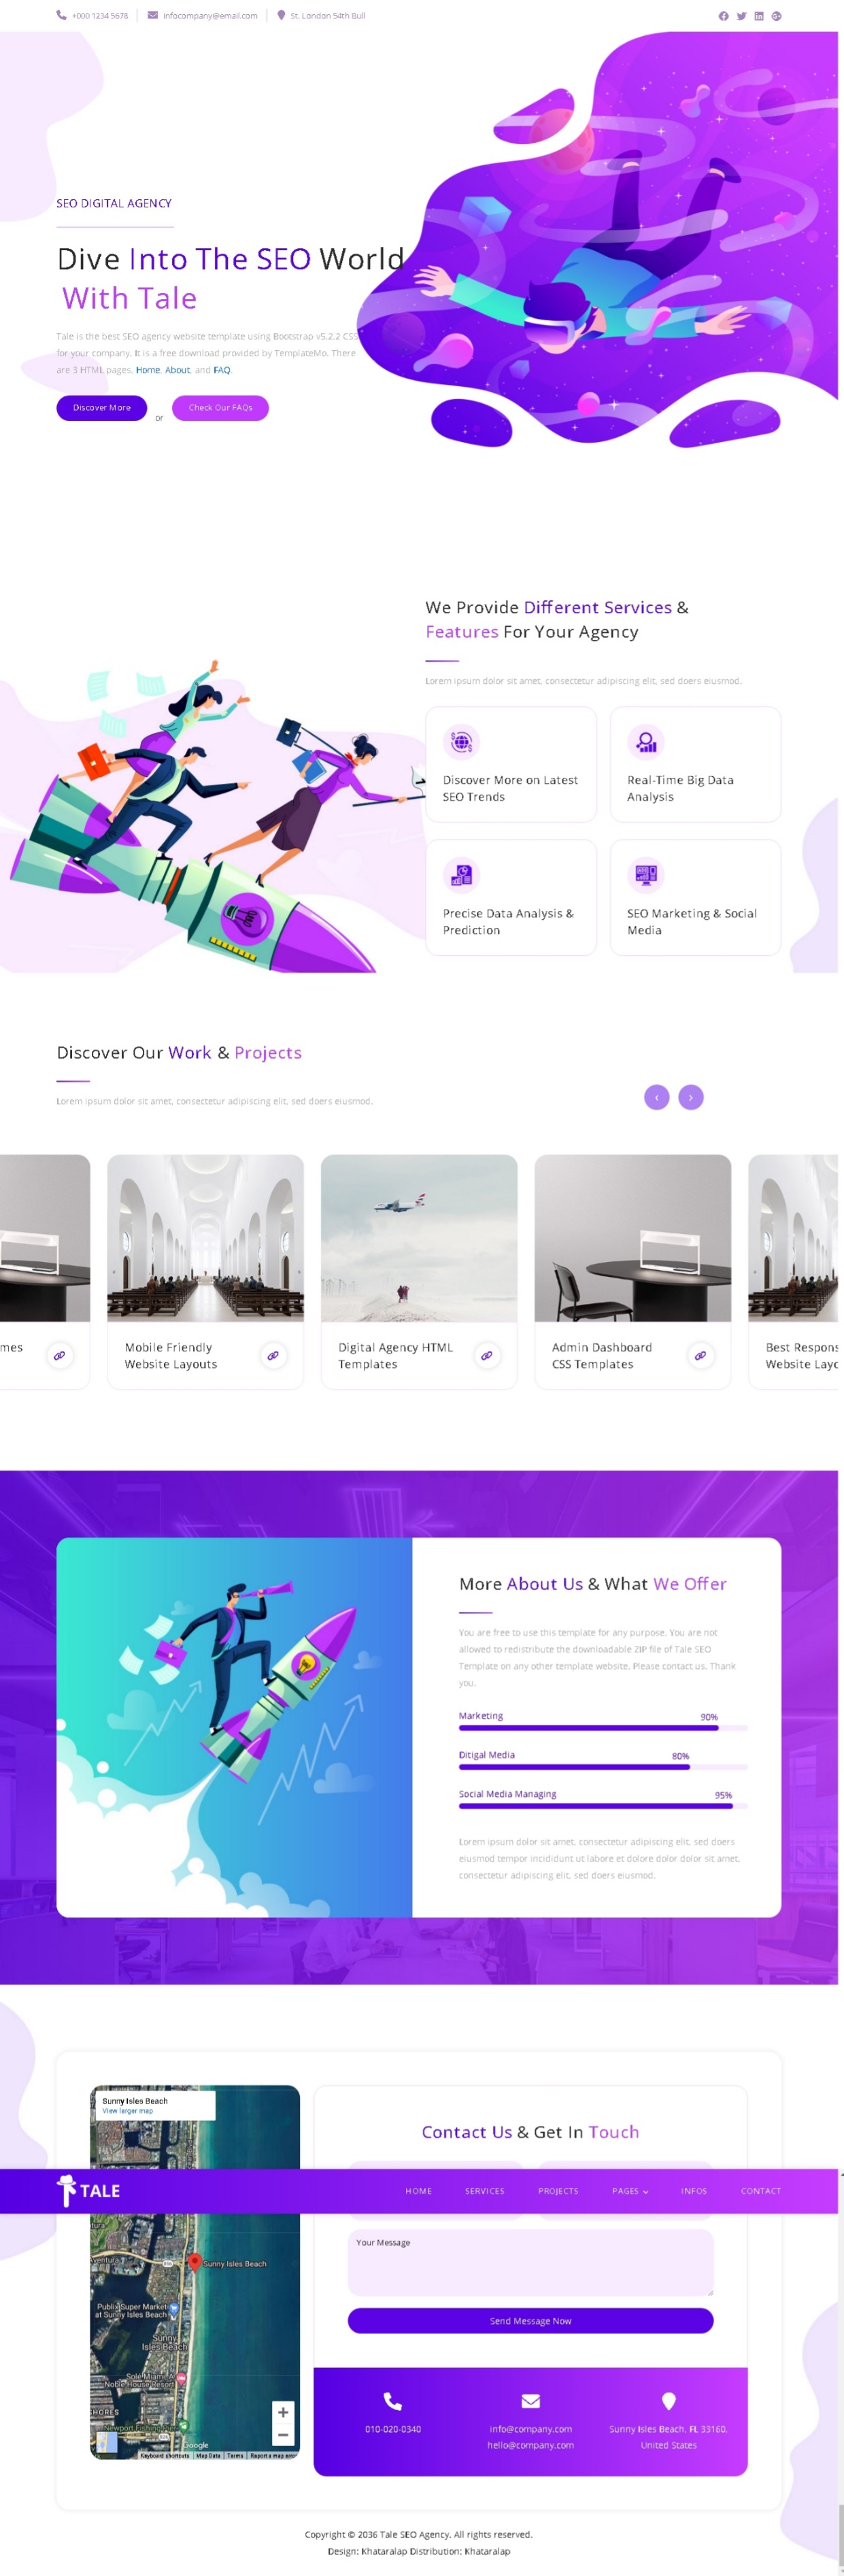 +000 1234 5678
infocompany@email.com
St. London 54th Bull
SEO DIGITAL AGENCY
Dive Into The SEO World
With Tale
Tale is the best SEO agency website template using Bootstrap v5.2.2 CSS
for your company. It is a free download provided by TemplateMo. There
are 3 HTML pages, Home, About, and FAQ.
Discover More
or
Check Our FAQs
We Provide Different Services &
Features For Your Agency
Lorem ipsum dolor sit amet, consectetur adipiscing elit, sed doers eiusmod.
Discover More on Latest
SEO Trends
Real-Time Big Data
Analysis
Precise Data Analysis &
Prediction
SEO Marketing & Social
Media
Discover Our Work & Projects
Lorem ipsum dolor sit amet, consectetur adipiscing elit, sed doers eiusmod.
‹
›
mes
Mobile Friendly
Website Layouts
Digital Agency HTML
Templates
Admin Dashboard
CSS Templates
Best Respons
Website Layo
More About Us & What We Offer
You are free to use this template for any purpose. You are not
allowed to redistribute the downloadable ZIP file of Tale SEO
Template on any other template website. Please contact us. Thank
you.
Marketing
90%
Ditigal Media
80%
Social Media Managing
95%
Lorem ipsum dolor sit amet, consectetur adipiscing elit, sed doers
eiusmod tempor incididunt ut labore et dolore dolor dolor sit amet,
consectetur adipiscing elit, sed doers eiusmod.
Sunny Isles Beach
View larger map
Contact Us & Get In Touch
TALE
HOME
SERVICES
PROJECTS
PAGES
INFOS
CONTACT
Aventura
Sunny Isles Beach
Publix Super Market
at Sunny Isles Beach
Sunny
Isles Beach
Solé Miami, A
Noble House Resort
SHORES
Newport Fishing Pier
Google
Keyboard shortcuts
Map Data
Terms
Report a map error
Your Message
Send Message Now
010-020-0340
info@company.com
hello@company.com
Sunny Isles Beach, FL 33160,
United States
Copyright © 2036 Tale SEO Agency. All rights reserved.
Design: Khataralap Distribution: Khataralap